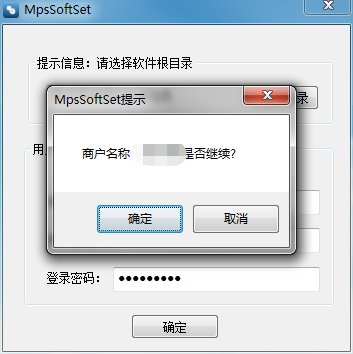 MpsSoftSet
提示信息：请选择软件根目录
录
MpsSoftSet提示
商户名称 是否继续?
用
确定
取消
登录密码：
确定